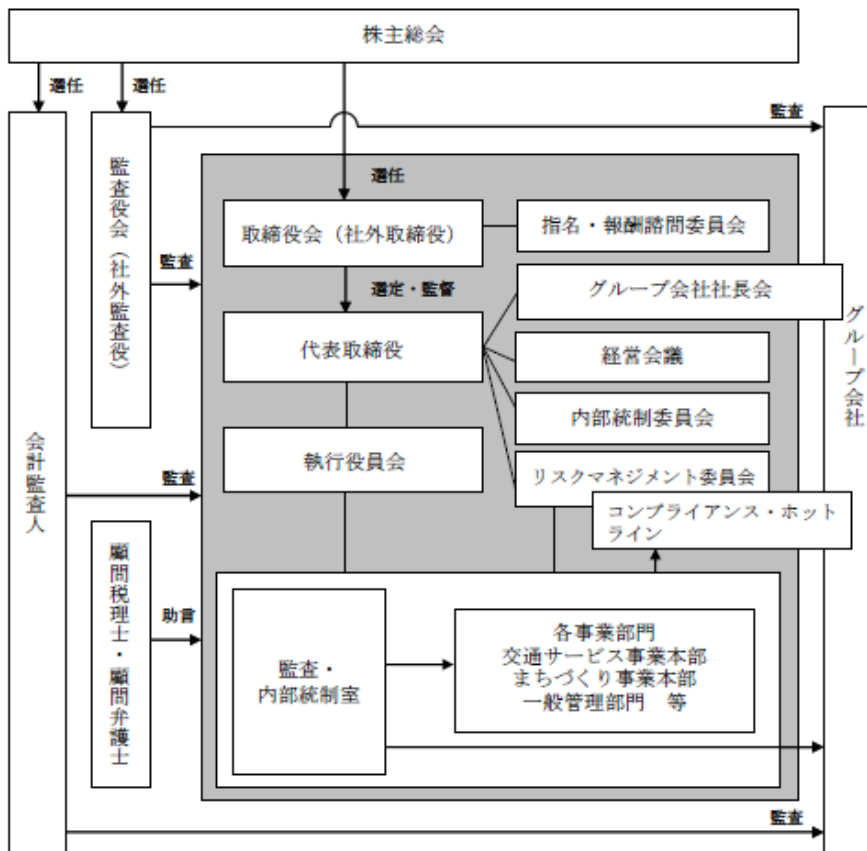 株主総会
選任
選任
監査
選任
監査役会(社外監査役)
監査
取締役会(社外取締役)
指名・報酬諮問委員会
選定・監督
グループ会社社長会
代表取締役
経営会議
グループ会社
内部統制委員会
会計監査人
執行役員会
監査
リスクマネジメント委員会
コンプライアンス・ホット
ライン
顧問税理士・顧問弁護士
助言
監査・
内部統制室
各事業部門
交通サービス事業本部
まちづくり事業本部
一般管理部門 等
監査